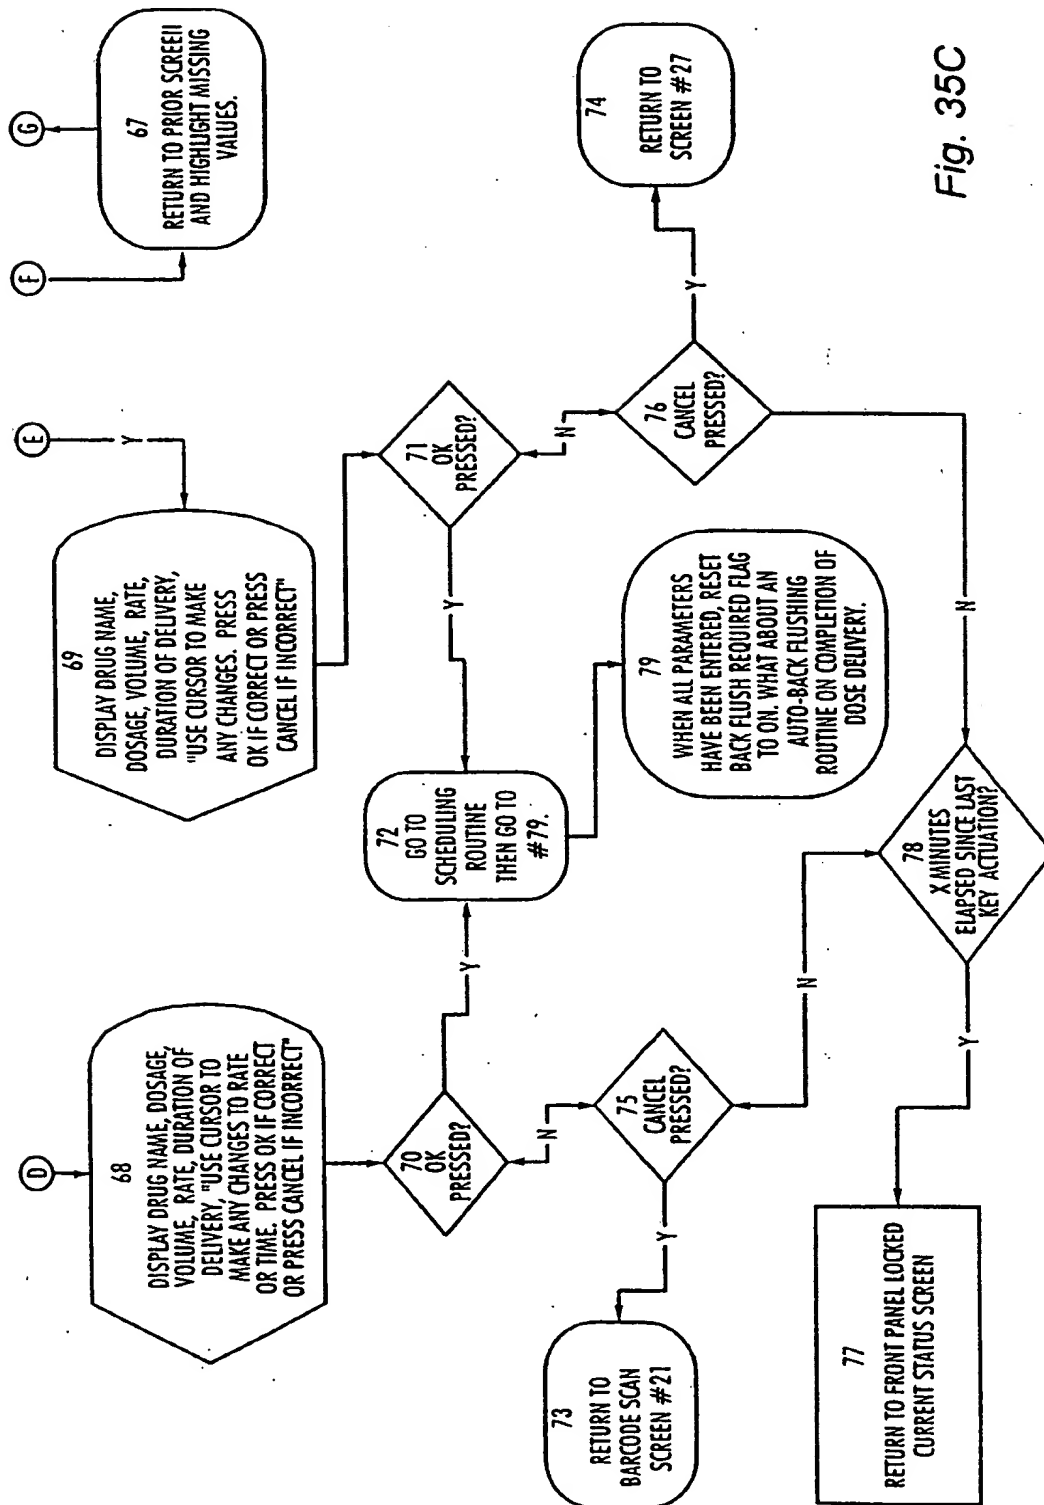 D
68
DISPLAY DRUG NAME, DOSAGE,
VOLUME, RATE, DURATION OF
DELIVERY, "USE CURSOR TO
MAKE ANY CHANGES TO RATE
OR TIME. PRESS OK IF CORRECT
OR PRESS CANCEL IF INCORRECT"
E
Y
69
DISPLAY DRUG NAME,
DOSAGE, VOLUME, RATE,
DURATION OF DELIVERY,
"USE CURSOR TO MAKE
ANY CHANGES. PRESS
OK IF CORRECT OR PRESS
CANCEL IF INCORRECT"
F
G
67
RETURN TO PRIOR SCREEN
AND HIGHLIGHT MISSING
VALUES.
70
OK
PRESSED?
Y
N
72
GO TO
SCHEDULING
ROUTINE
THEN GO TO
#79.
Y
71
OK
PRESSED?
N
73
RETURN TO
BARCODE SCAN
SCREEN #21
Y
75
CANCEL
PRESSED?
N
79
WHEN ALL PARAMETERS
HAVE BEEN ENTERED, RESET
BACK FLUSH REQUIRED FLAG
TO ON. WHAT ABOUT AN
AUTO-BACK FLUSHING
ROUTINE ON COMPLETION OF
DOSE DELIVERY.
76
CANCEL
PRESSED?
Y
N
74
RETURN TO
SCREEN #27
77
RETURN TO FRONT PANEL LOCKED
CURRENT STATUS SCREEN
Y
78
X MINUTES
ELAPSED SINCE LAST
KEY ACTUATION?
Fig. 35C